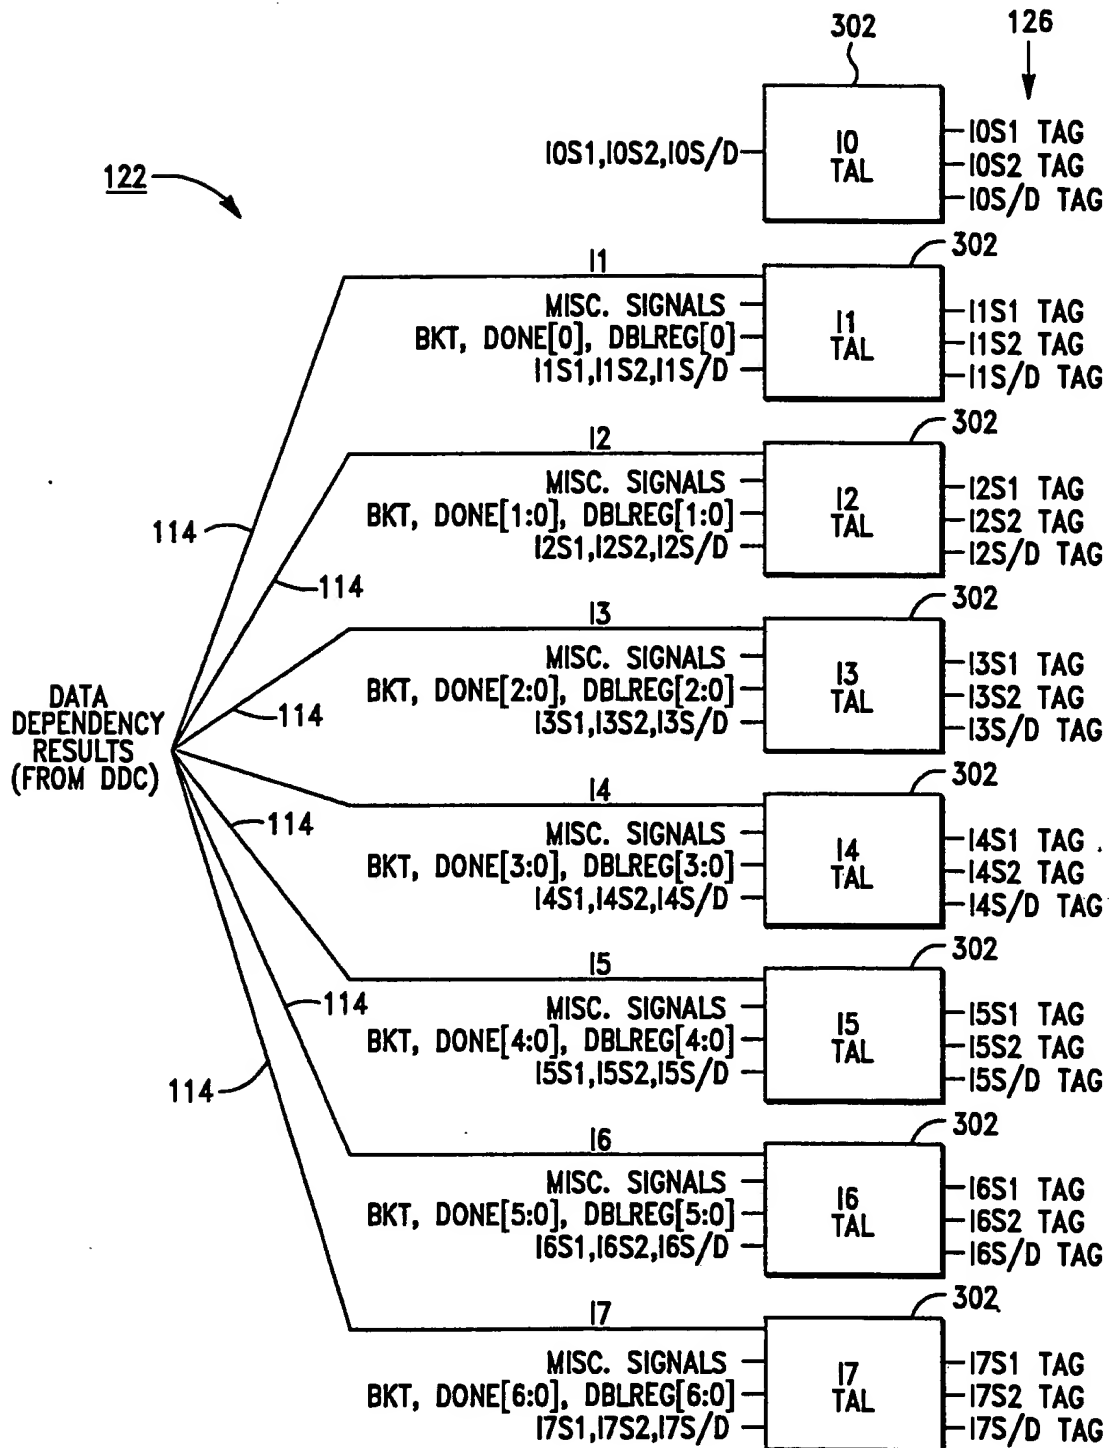 302
126
122
I0S1,I0S2,I0S/D
I0
TAL
I0S1 TAG
I0S2 TAG
I0S/D TAG
302
I1
MISC. SIGNALS
BKT, DONE[0], DBLREG[0]
I1S1,I1S2,I1S/D
I1
TAL
I1S1 TAG
I1S2 TAG
I1S/D TAG
302
I2
MISC. SIGNALS
BKT, DONE[1:0], DBLREG[1:0]
I2S1,I2S2,I2S/D
I2
TAL
I2S1 TAG
I2S2 TAG
I2S/D TAG
114
114
302
I3
MISC. SIGNALS
BKT, DONE[2:0], DBLREG[2:0]
I3S1,I3S2,I3S/D
I3
TAL
I3S1 TAG
I3S2 TAG
I3S/D TAG
114
DATA
DEPENDENCY
RESULTS
(FROM DDC)
302
I4
MISC. SIGNALS
BKT, DONE[3:0], DBLREG[3:0]
I4S1,I4S2,I4S/D
I4
TAL
I4S1 TAG
I4S2 TAG
I4S/D TAG
114
302
I5
MISC. SIGNALS
BKT, DONE[4:0], DBLREG[4:0]
I5S1,I5S2,I5S/D
I5
TAL
I5S1 TAG
I5S2 TAG
I5S/D TAG
114
114
302
I6
MISC. SIGNALS
BKT, DONE[5:0], DBLREG[5:0]
I6S1,I6S2,I6S/D
I6
TAL
I6S1 TAG
I6S2 TAG
I6S/D TAG
302
I7
MISC. SIGNALS
BKT, DONE[6:0], DBLREG[6:0]
I7S1,I7S2,I7S/D
I7
TAL
I7S1 TAG
I7S2 TAG
I7S/D TAG